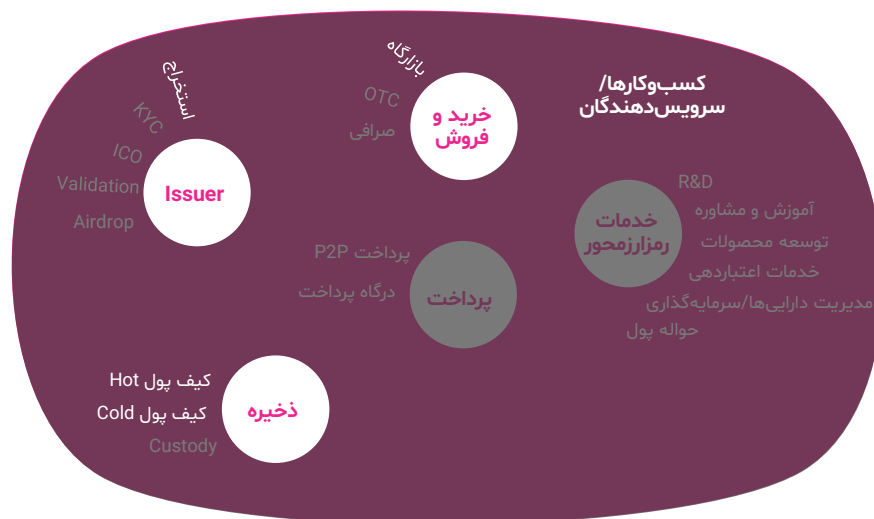 کسب‌وکارها/
سرویس‌دهندگان
بازارگاه
OTC
صرافی
خرید و
فروش
استخراج
KYC
ICO
Validation
Airdrop
Issuer
R&D
آموزش و مشاوره
توسعه محصولات
خدمات اعتباردهی
مدیریت دارایی‌ها/سرمایه‌گذاری
حواله پول
خدمات
رمزارزمحور
پرداخت P2P
درگاه پرداخت
پرداخت
کیف پول Hot
کیف پول Cold
Custody
ذخیره